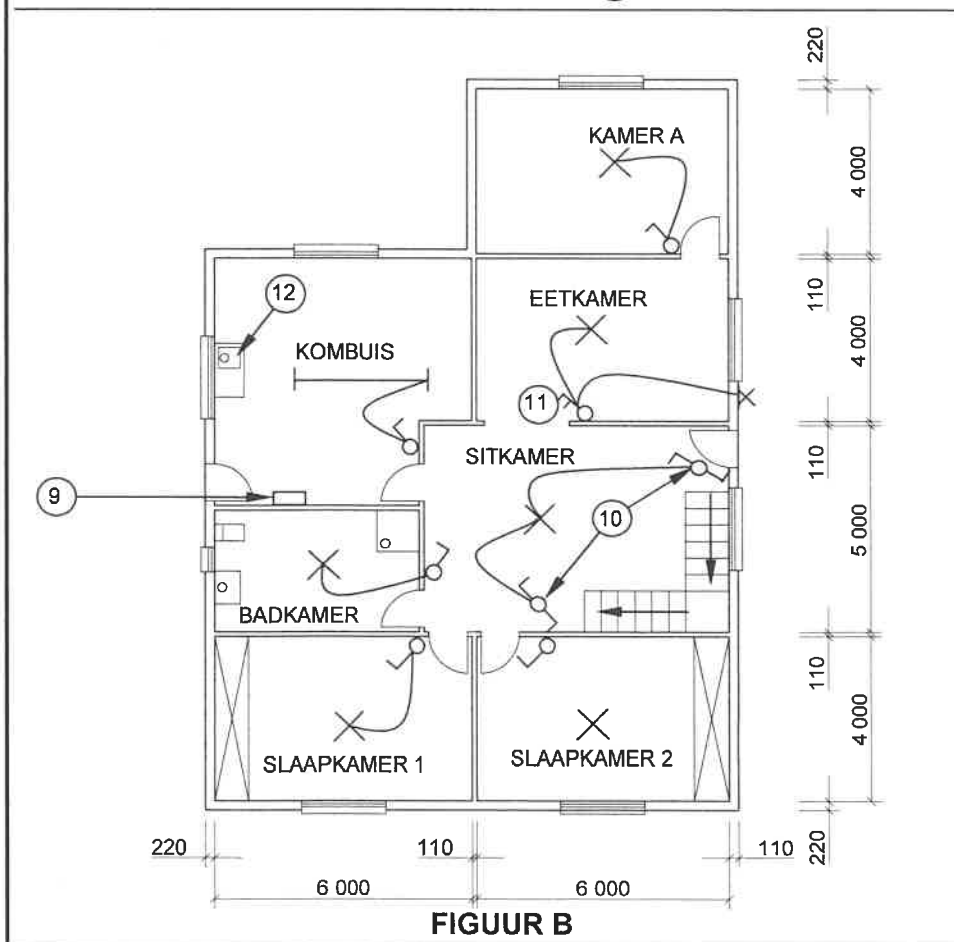 220
KAMER A
4 000
12
EETKAMER
110
KOMBUIS
4 000
11
SITKAMER
110
9
10
5 000
BADKAMER
110
SLAAPKAMER 1
SLAAPKAMER 2
4 000
220
110
110
220
6 000
6 000
FIGUUR B